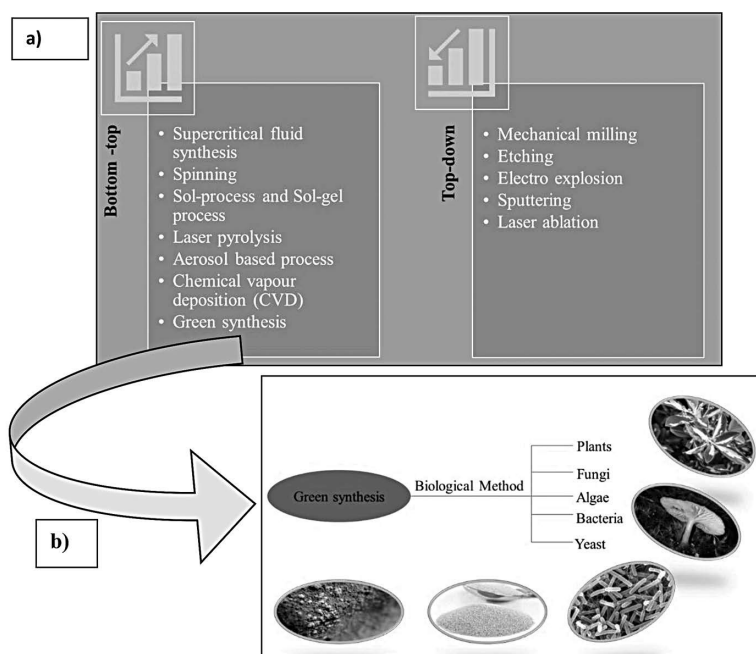 a)
Bottom -top
• Supercritical fluid
synthesis
• Spinning
• Sol-process and Sol-gel
process
• Laser pyrolysis
• Aerosol based process
• Chemical vapour
deposition (CVD)
• Green synthesis
Top-down
• Mechanical milling
• Etching
• Electro explosion
• Sputtering
• Laser ablation
b)
Green synthesis
Biological Method
Plants
Fungi
Algae
Bacteria
Yeast